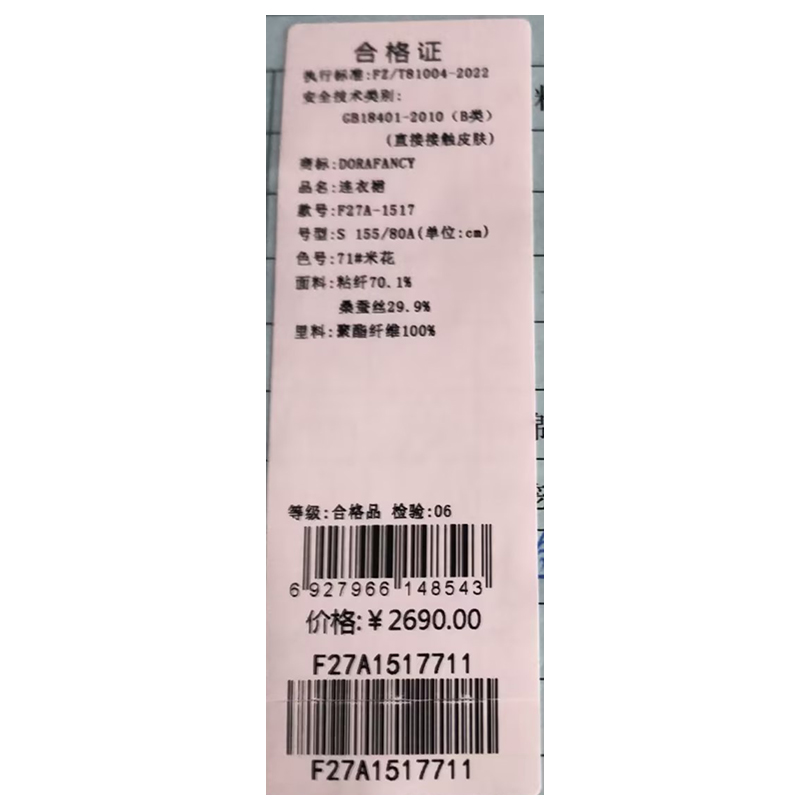 合格证
执行标准:FZ/T81004-2022
安全技术类别:
GB18401-2010（B类）
(直接接触皮肤)
商标:DORAFANCY
品名:连衣裙
款号:F27A-1517
号型:S 155/80A(单位:cm)
色号:71#米花
面料:粘纤70.1%
桑蚕丝29.9%
里料:聚酯纤维100%
等级:合格品 检验:06
6 927966 148543
价格:¥2690.00
F27A1517711
F27A1517711